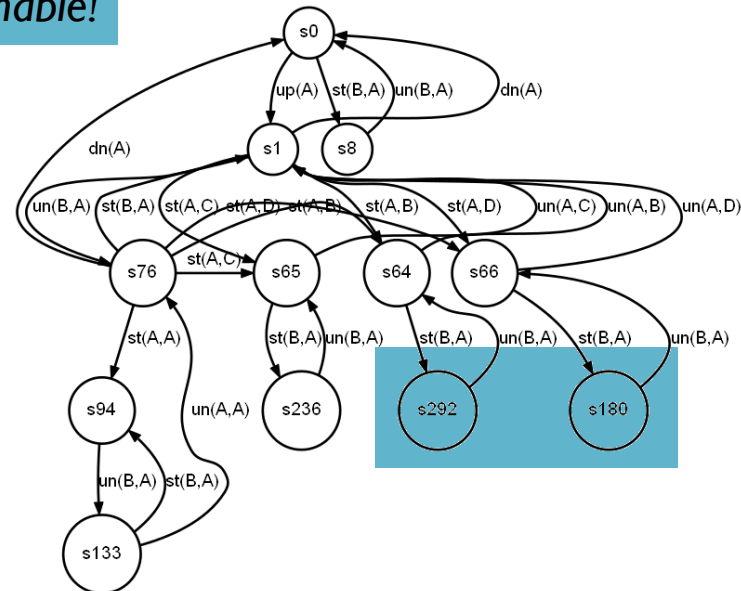 nable!
s0
up(A) st(B,A) un(B,A) dn(A)
dn(A)
s1 s8
un(B,A) st(B,A) st(A,C) st(A,D) st(A,B) st(A,B) st(A,D) un(A,C) un(A,B) un(A,D)
st(A,C)
s76 s65 s64 s66
st(A,A) st(B,A) un(B,A) st(B,A) un(B,A) st(B,A) un(B,A)
s94 un(A,A) s236 s292 s180
un(B,A) st(B,A)
s133